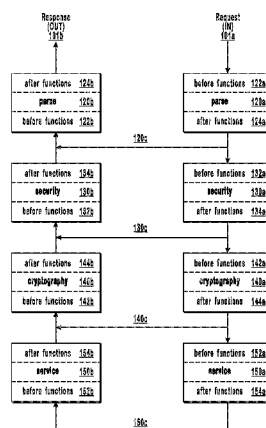 Response Request
(OUT) (IN)
101b 101a
after functions 124b before functions 122a
parse 120b parse 120a
before functions 122b after functions 124a
120c
after functions 134b before functions 132a
security 130b security 130a
before functions 132b after functions 134a
130c
after functions 144b before functions 142a
cryptography 140b cryptography 140a
before functions 142b after functions 144a
140c
after functions 154b before functions 152a
service 150b service 150a
before functions 152b after functions 154a
150c